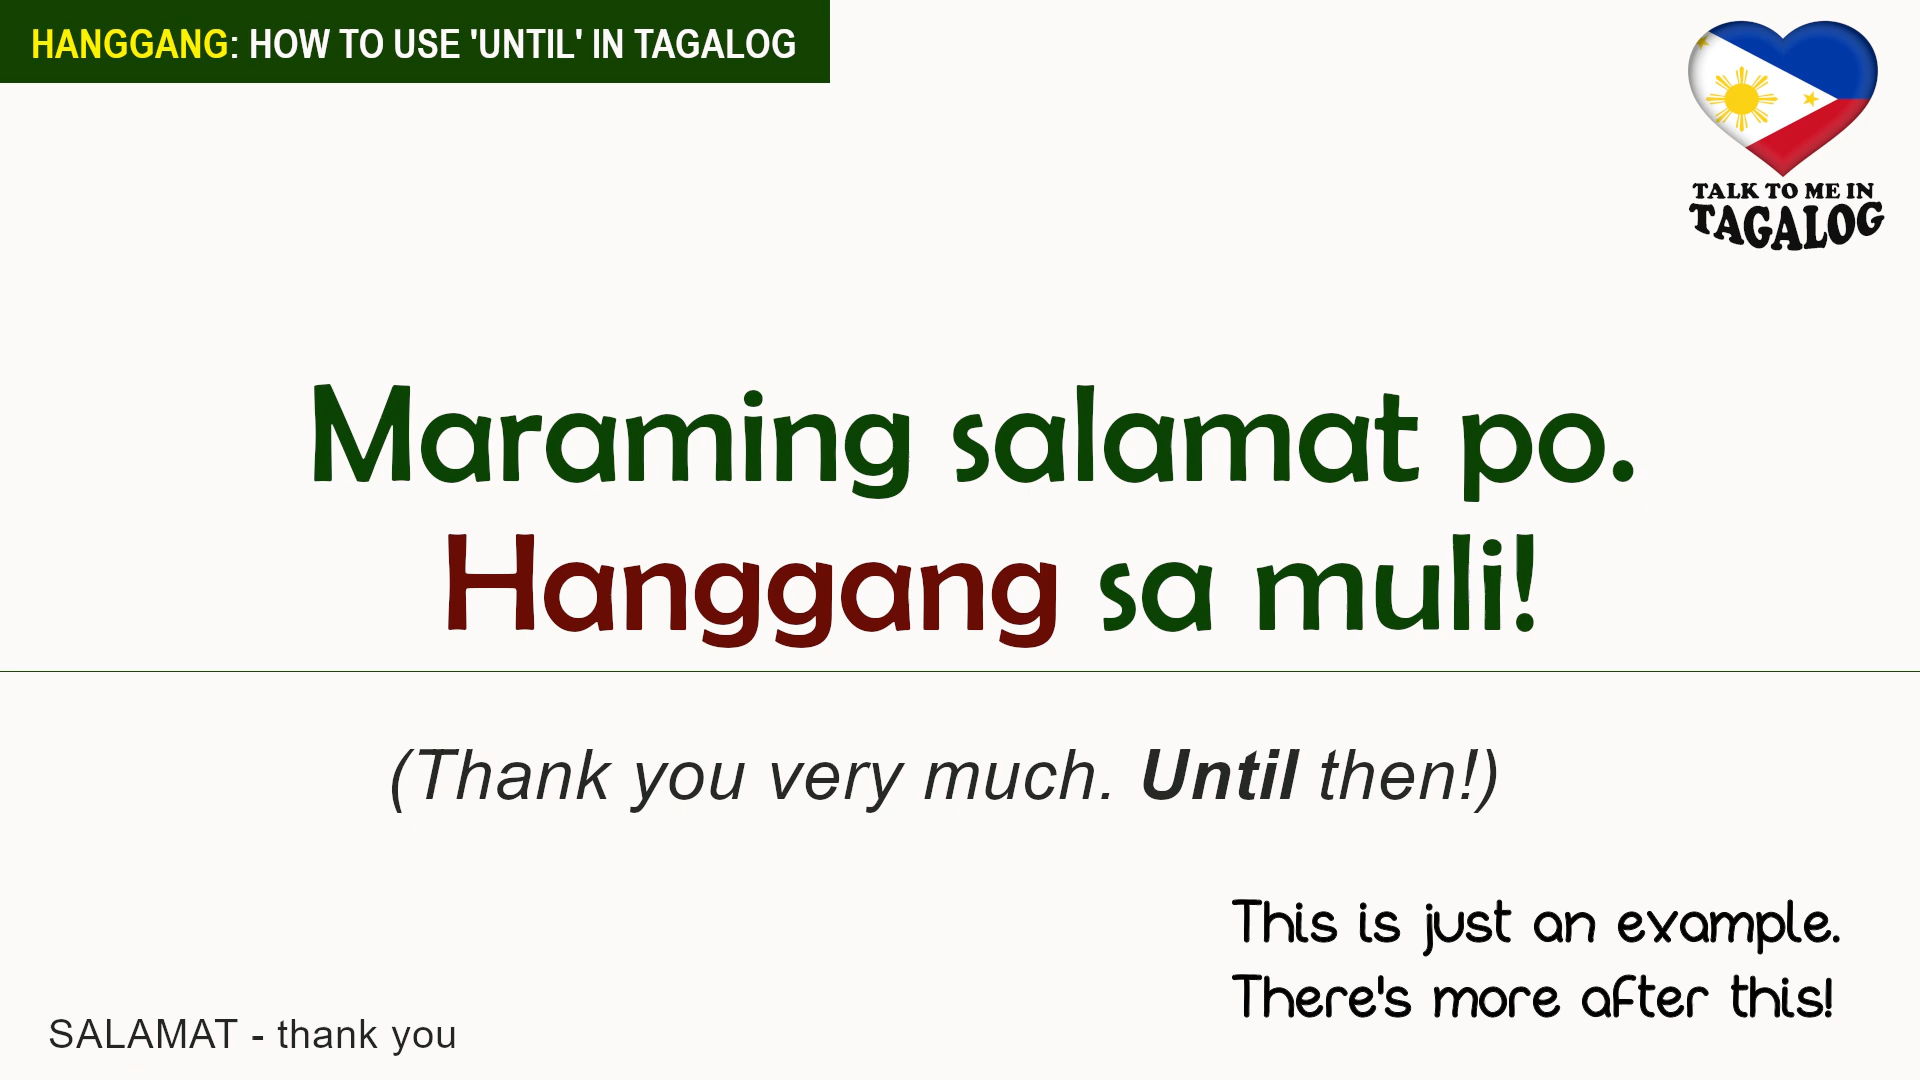 HANGGANG: HOW TO USE 'UNTIL' IN TAGALOG
TALK TO ME IN
TAGALOG
Maraming salamat po.
Hanggang sa muli!
(Thank you very much. Until then!)
This is just an example.
There's more after this!
SALAMAT - thank you